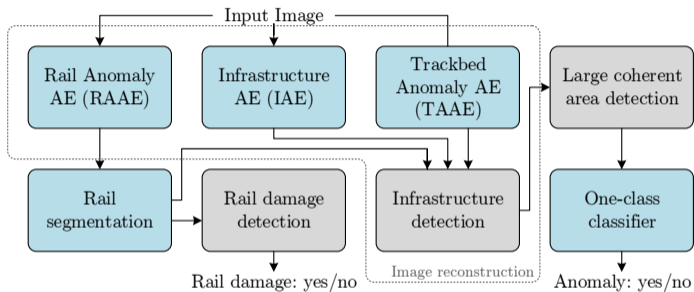 Input Image
Rail Anomaly
AE (RAAE)
Infrastructure
AE (IAE)
Trackbed
Anomaly AE
(TAAE)
Large coherent
area detection
Rail
segmentation
Rail damage
detection
Infrastructure
detection
One-class
classifier
Image reconstruction
Rail damage: yes/no
Anomaly: yes/no